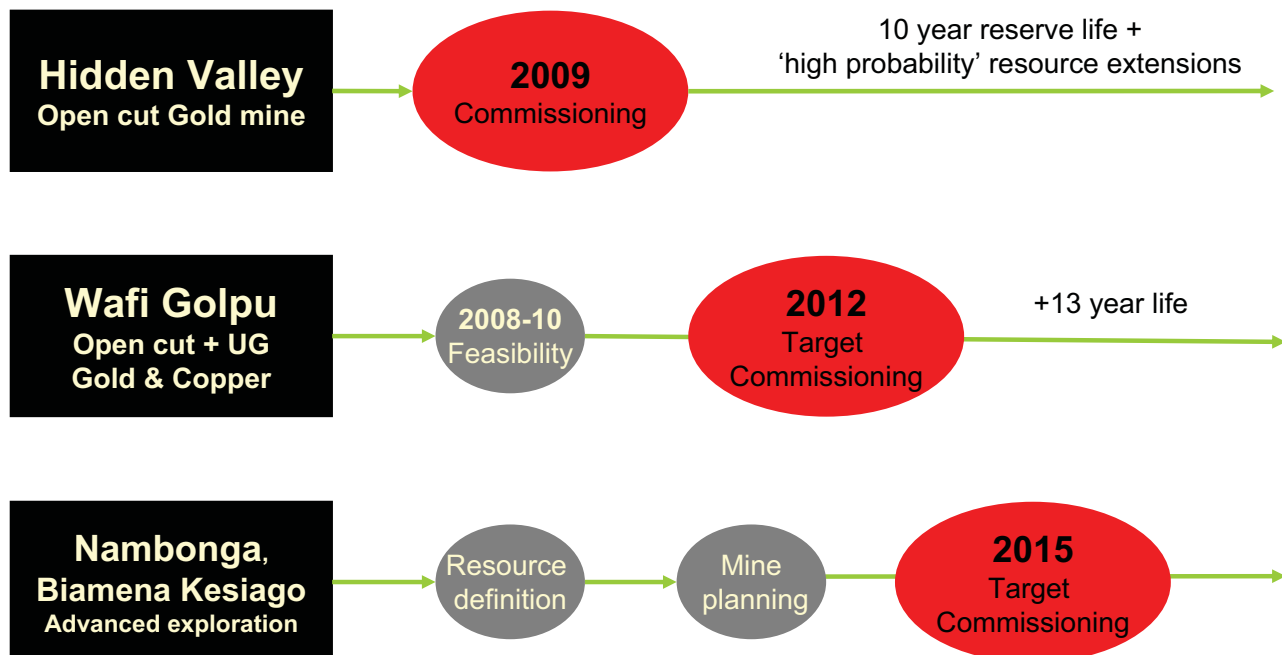 Hidden Valley
Open cut Gold mine
2009
Commissioning
10 year reserve life +
‘high probability’ resource extensions
Wafi Golpu
Open cut + UG
Gold & Copper
2008-10
Feasibility
2012
Target
Commissioning
+13 year life
Nambonga,
Biamena Kesiago
Advanced exploration
Resource
definition
Mine
planning
2015
Target
Commissioning